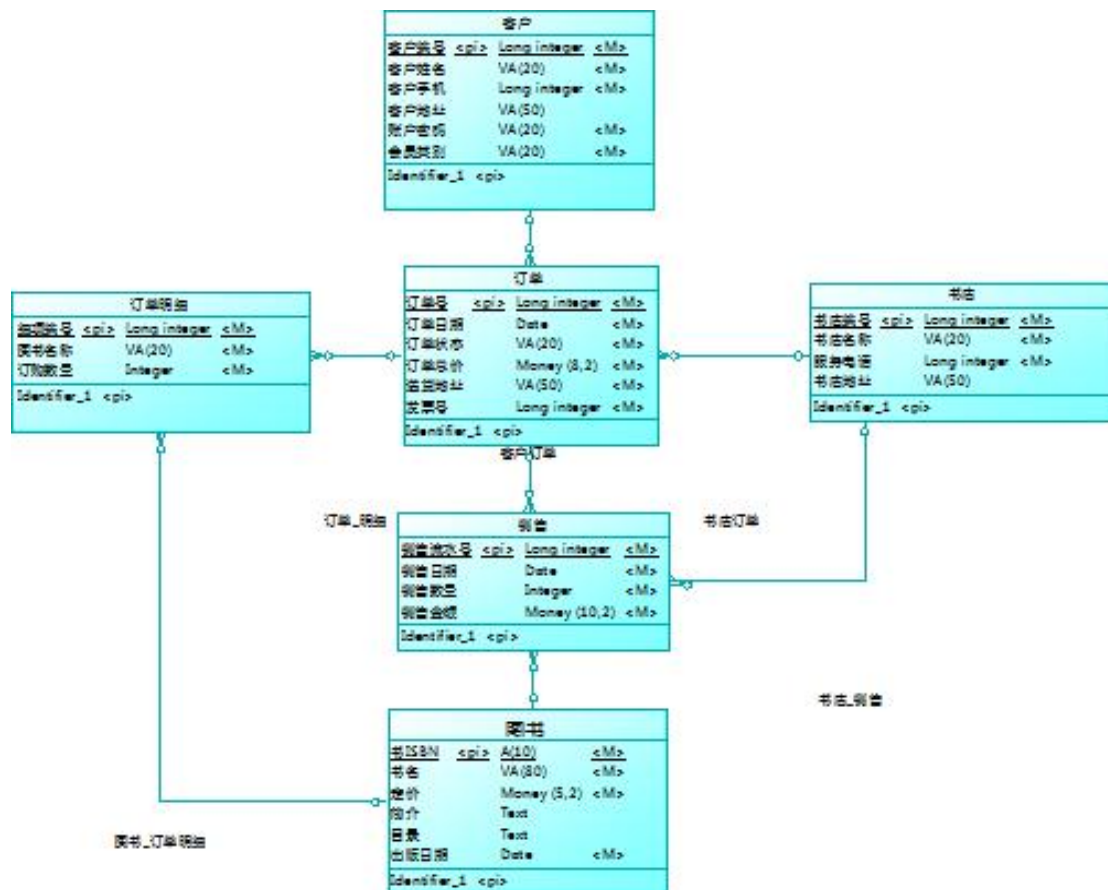 客户
客户编号 <pi> Long integer <M>
客户姓名 VA(20) <M>
客户手机 Long integer <M>
客户地址 VA(50)
账户密码 VA(20) <M>
会员类别 VA(20) <M>
Identifier_1 <pi>
订单明细
细项编号 <pi> Long integer <M>
图书名称 VA(20) <M>
订购数量 Integer <M>
Identifier_1 <pi>
订单
订单号 <pi> Long integer <M>
订单日期 Date <M>
订单状态 VA(20) <M>
订单总价 Money (8,2) <M>
送货地址 VA(50) <M>
发票号 Long integer <M>
Identifier_1 <pi>
书店
书店编号 <pi> Long integer <M>
书店名称 VA(20) <M>
服务电话 Long integer <M>
书店地址 VA(50)
Identifier_1 <pi>
客户订单
订单_明细
书店订单
销售
销售流水号 <pi> Long integer <M>
销售日期 Date <M>
销售数量 Integer <M>
销售金额 Money (10,2) <M>
Identifier_1 <pi>
书店_销售
图书
书ISBN <pi> A(10) <M>
书名 VA(80) <M>
定价 Money (5,2) <M>
简介 Text
目录 Text
出版日期 Date <M>
Identifier_1 <pi>
图书_订单明细